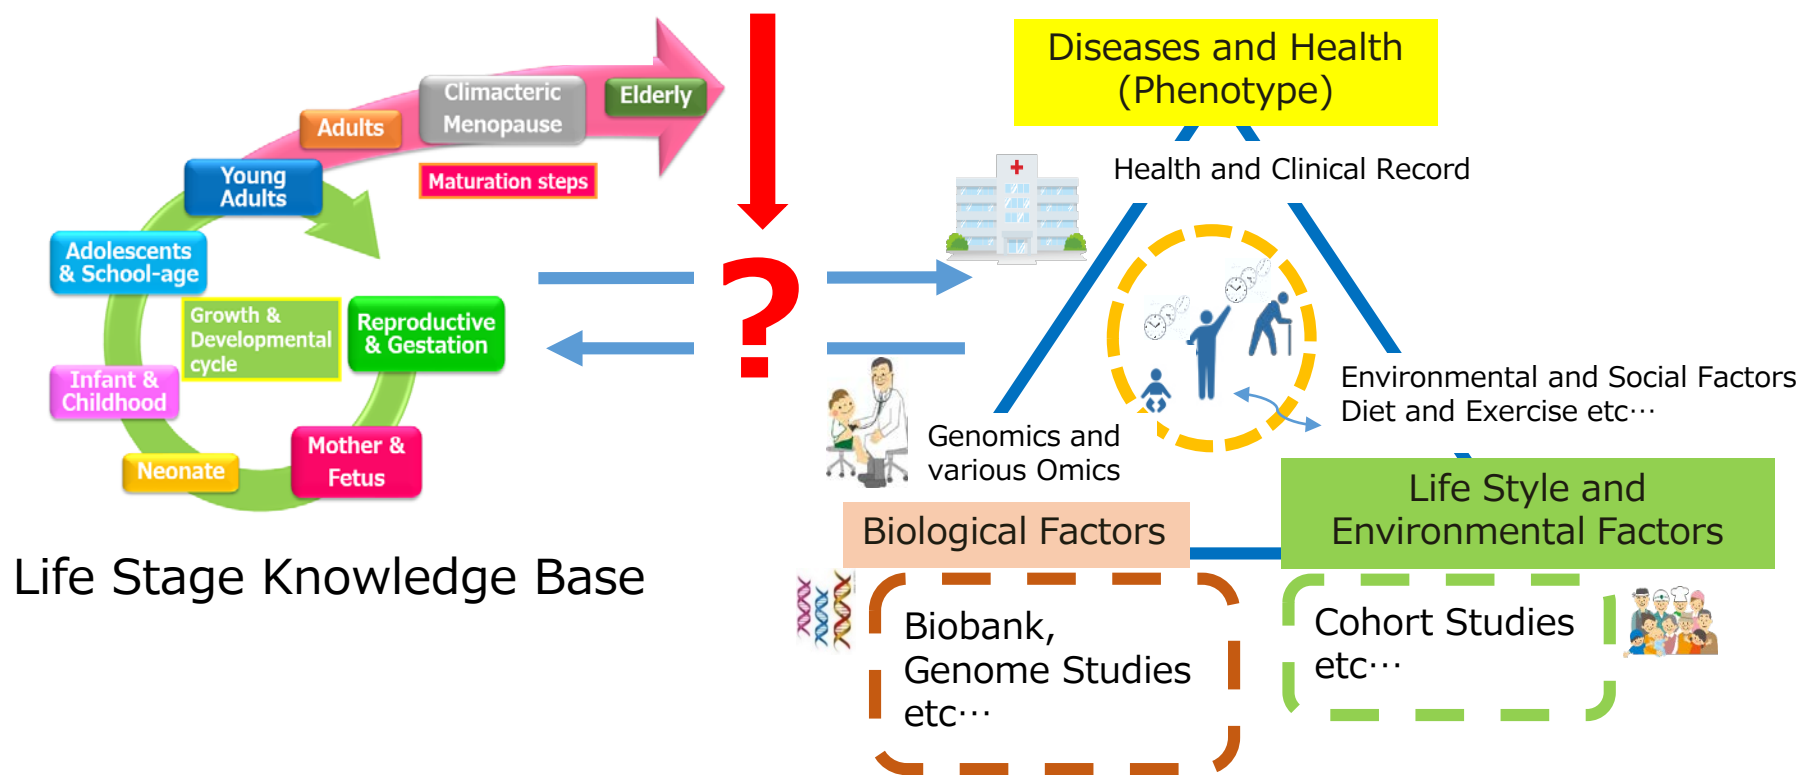 Climacteric
Menopause
Elderly
Adults
Maturation steps
Young
Adults
Adolescents
& School-age
Growth &
Developmental
cycle
Reproductive
& Gestation
Infant &
Childhood
Mother &
Fetus
Neonate
Life Stage Knowledge Base
?
Diseases and Health
(Phenotype)
Health and Clinical Record
Environmental and Social Factors
Diet and Exercise etc…
Genomics and
various Omics
Biological Factors
Life Style and
Environmental Factors
Biobank,
Genome Studies
etc…
Cohort Studies
etc…